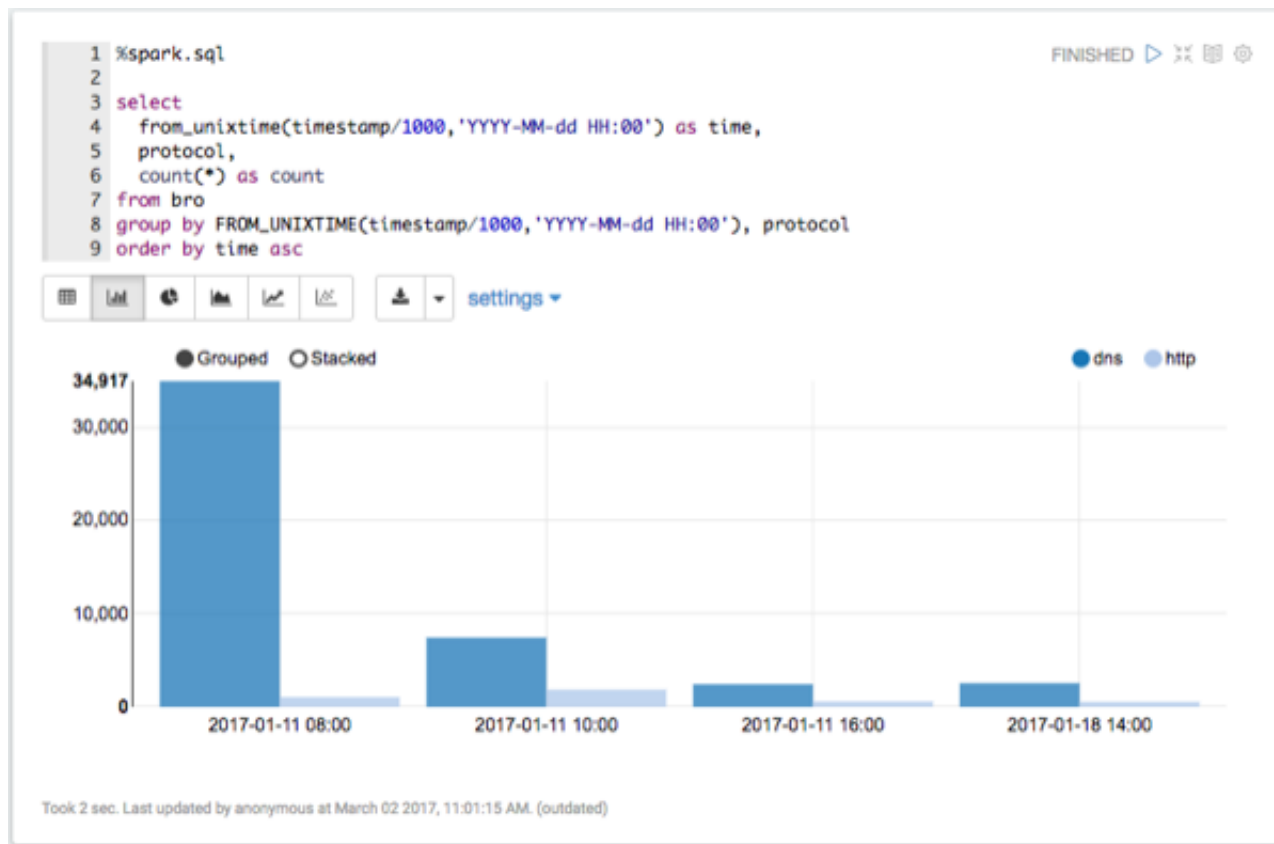 1 %spark.sql
FINISHED
2
3 select
4 from_unixtime(timestamp/1000,'YYYY-MM-dd HH:00') as time,
5 protocol,
6 count(*) as count
7 from bro
8 group by FROM_UNIXTIME(timestamp/1000,'YYYY-MM-dd HH:00'), protocol
9 order by time asc
settings
Grouped Stacked dns http
34,917
30,000
20,000
10,000
0
2017-01-11 08:00 2017-01-11 10:00 2017-01-11 16:00 2017-01-18 14:00
Took 2 sec. Last updated by anonymous at March 02 2017, 11:01:15 AM. (outdated)